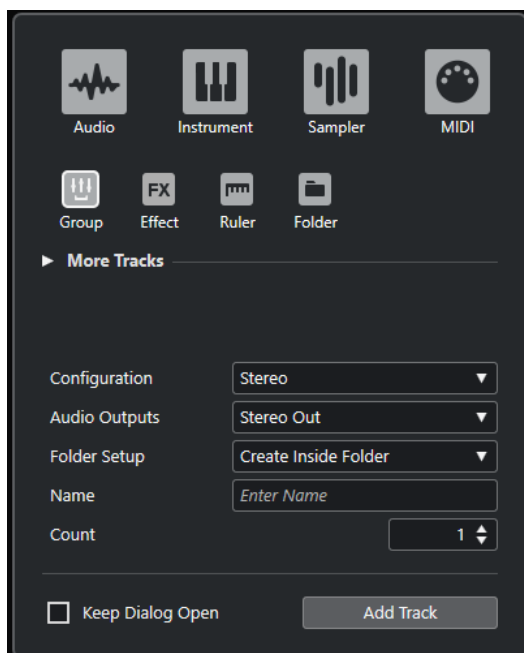 Audio Instrument Sampler MIDI
FX
Group Effect Ruler Folder
More Tracks
Configuration Stereo
Audio Outputs Stereo Out
Folder Setup Create Inside Folder
Name Enter Name
Count 1
Keep Dialog Open Add Track